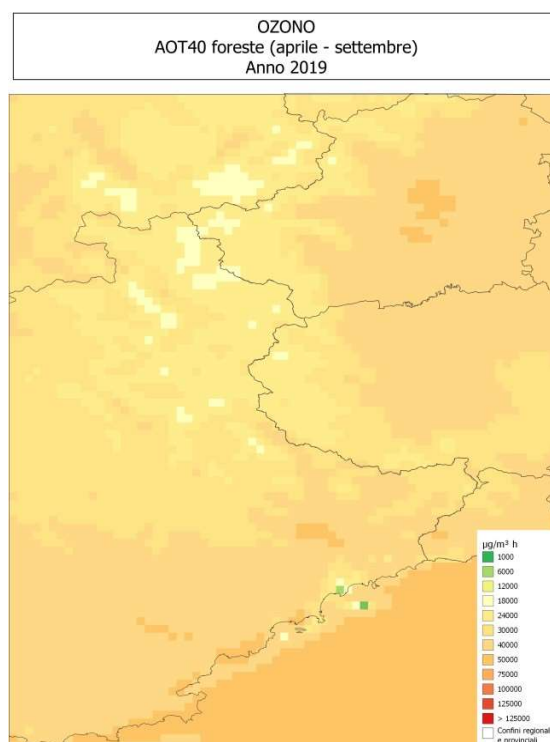 OZONO
AOT40 foreste (aprile - settembre)
Anno 2019
µg/m³ h
1000
6000
12000
18000
24000
30000
40000
50000
75000
100000
125000
> 125000
Confini regionali
e provinciali